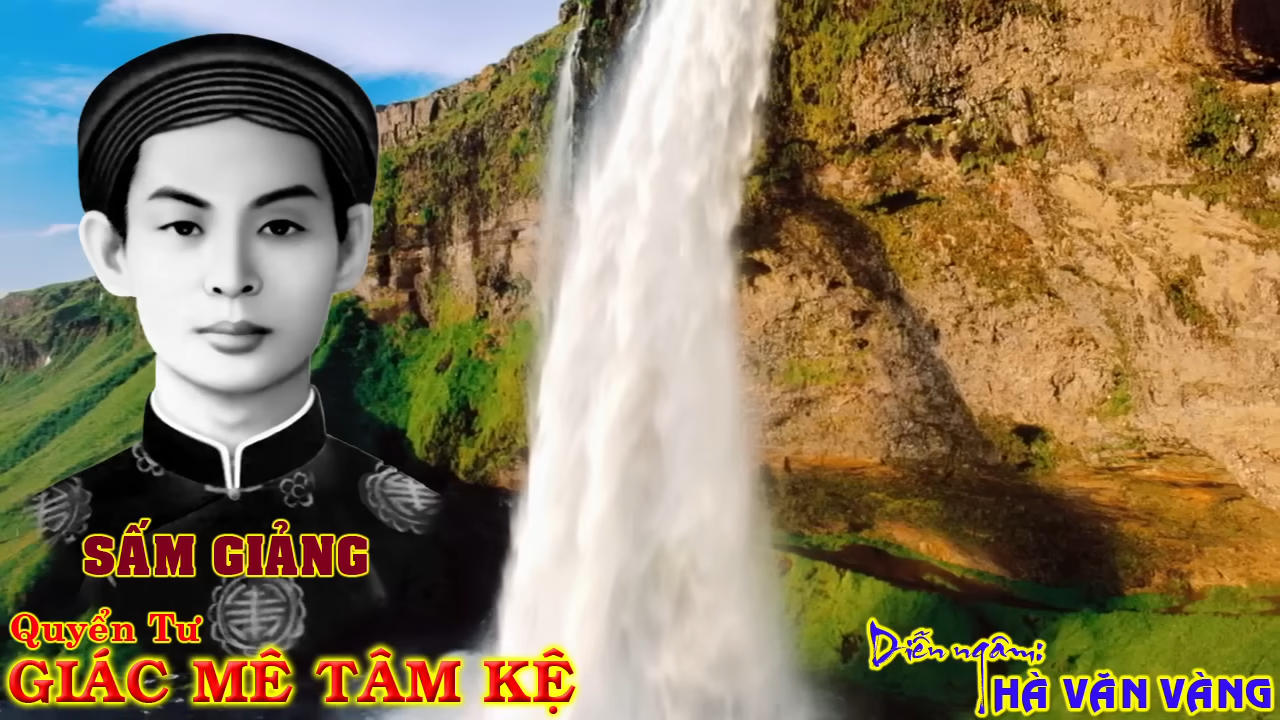 SẤM GIẢNG
Quyển Tư
GIÁC MÊ TÂM KỆ
Diễn ngâm:
HÀ VĂN VÀNG